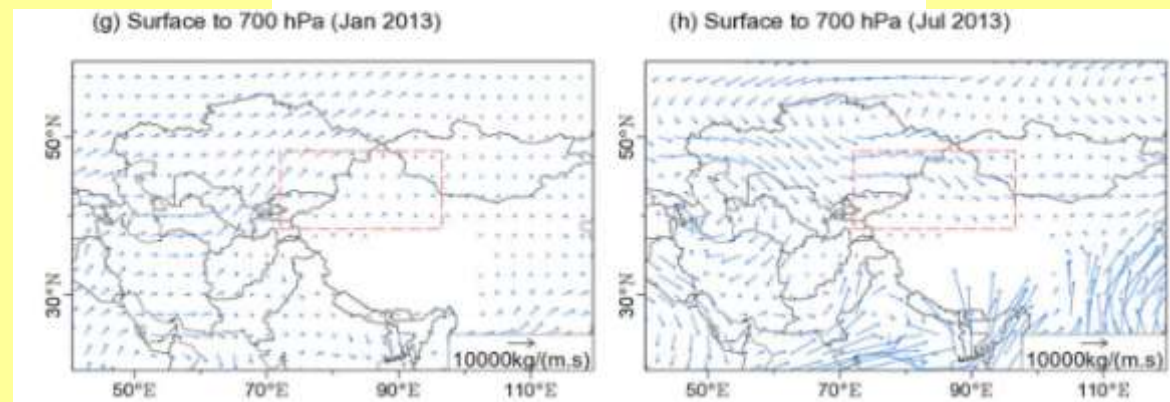 (g) Surface to 700 hPa (Jan 2013)
(h) Surface to 700 hPa (Jul 2013)
50°N
30°N
10000kg/(m.s)
50°E
70°E
90°E
110°E
50°N
30°N
10000kg/(m.s)
50°E
70°E
90°E
110°E